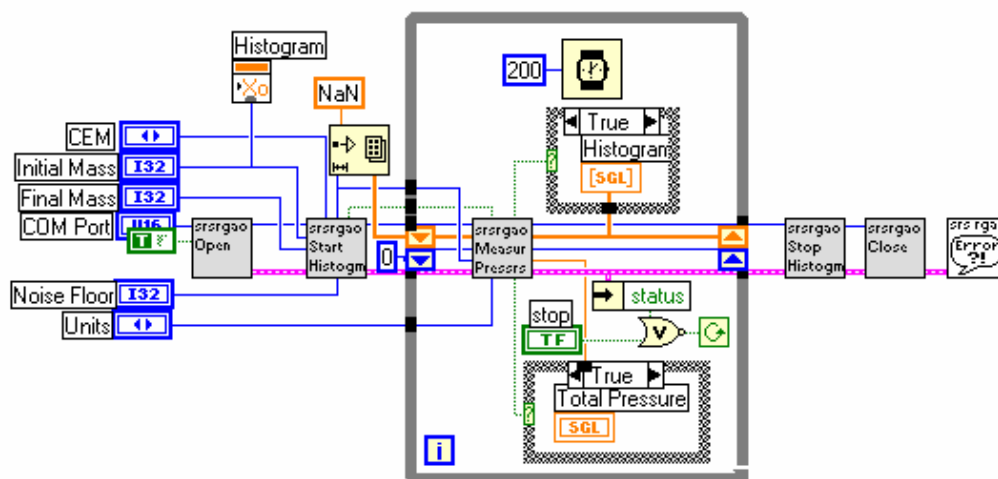 Histogram
NaN
CEM
Initial Mass
I32
Final Mass
I32
COM Port
U16
T
srsrgao
Open
srsrgao
Start
Histogm
0
Noise Floor
I32
Units
200
True
Histogran
[SGL]
srsrgao
Measur
Pressrs
status
stop
TF
V
True
Total Pressure
SGL
i
srsrgao
Stop
Histogm
srsrgao
Close
srs rga
Error
?!